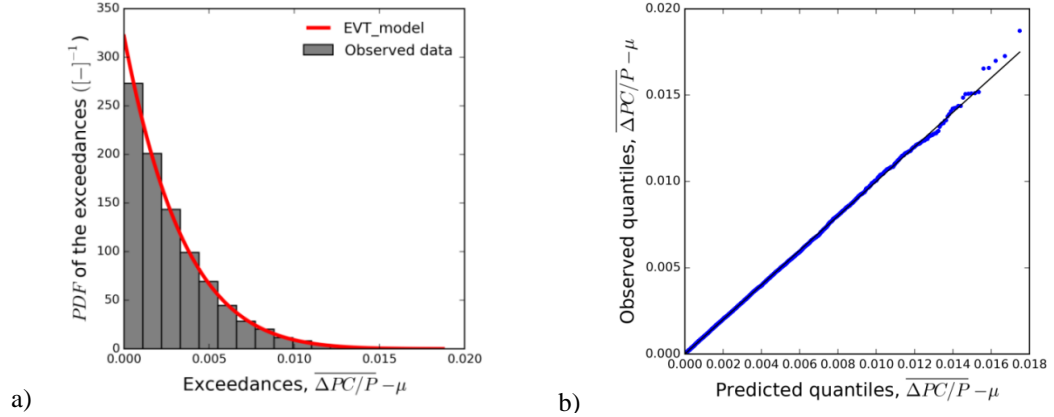 EVT_model
Observed data
PDF of the exceedances ([−]⁻¹)
350
300
250
200
150
100
50
0
0.000 0.005 0.010 0.015 0.020
Exceedances, ΔPC/P −μ
a)
Observed quantiles, ΔPC/P −μ
0.020
0.015
0.010
0.005
0.000
0.000 0.002 0.004 0.006 0.008 0.010 0.012 0.014 0.016 0.018
Predicted quantiles, ΔPC/P −μ
b)